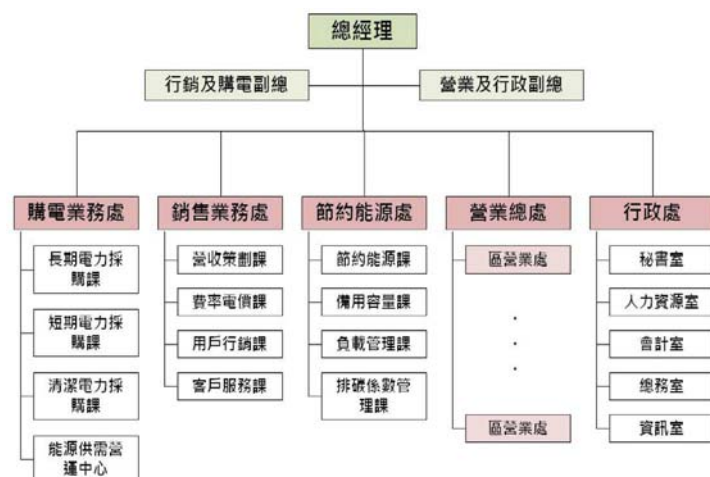 總經理
行銷及購電副總
營業及行政副總
購電業務處
長期電力採
購課
短期電力採
購課
清潔電力採
購課
能源供需營
運中心
銷售業務處
營收策劃課
費率電價課
用戶行銷課
客戶服務課
節約能源處
節約能源課
備用容量課
負載管理課
排碳係數管
理課
營業總處
區營業處
區營業處
行政處
秘書室
人力資源室
會計室
總務室
資訊室